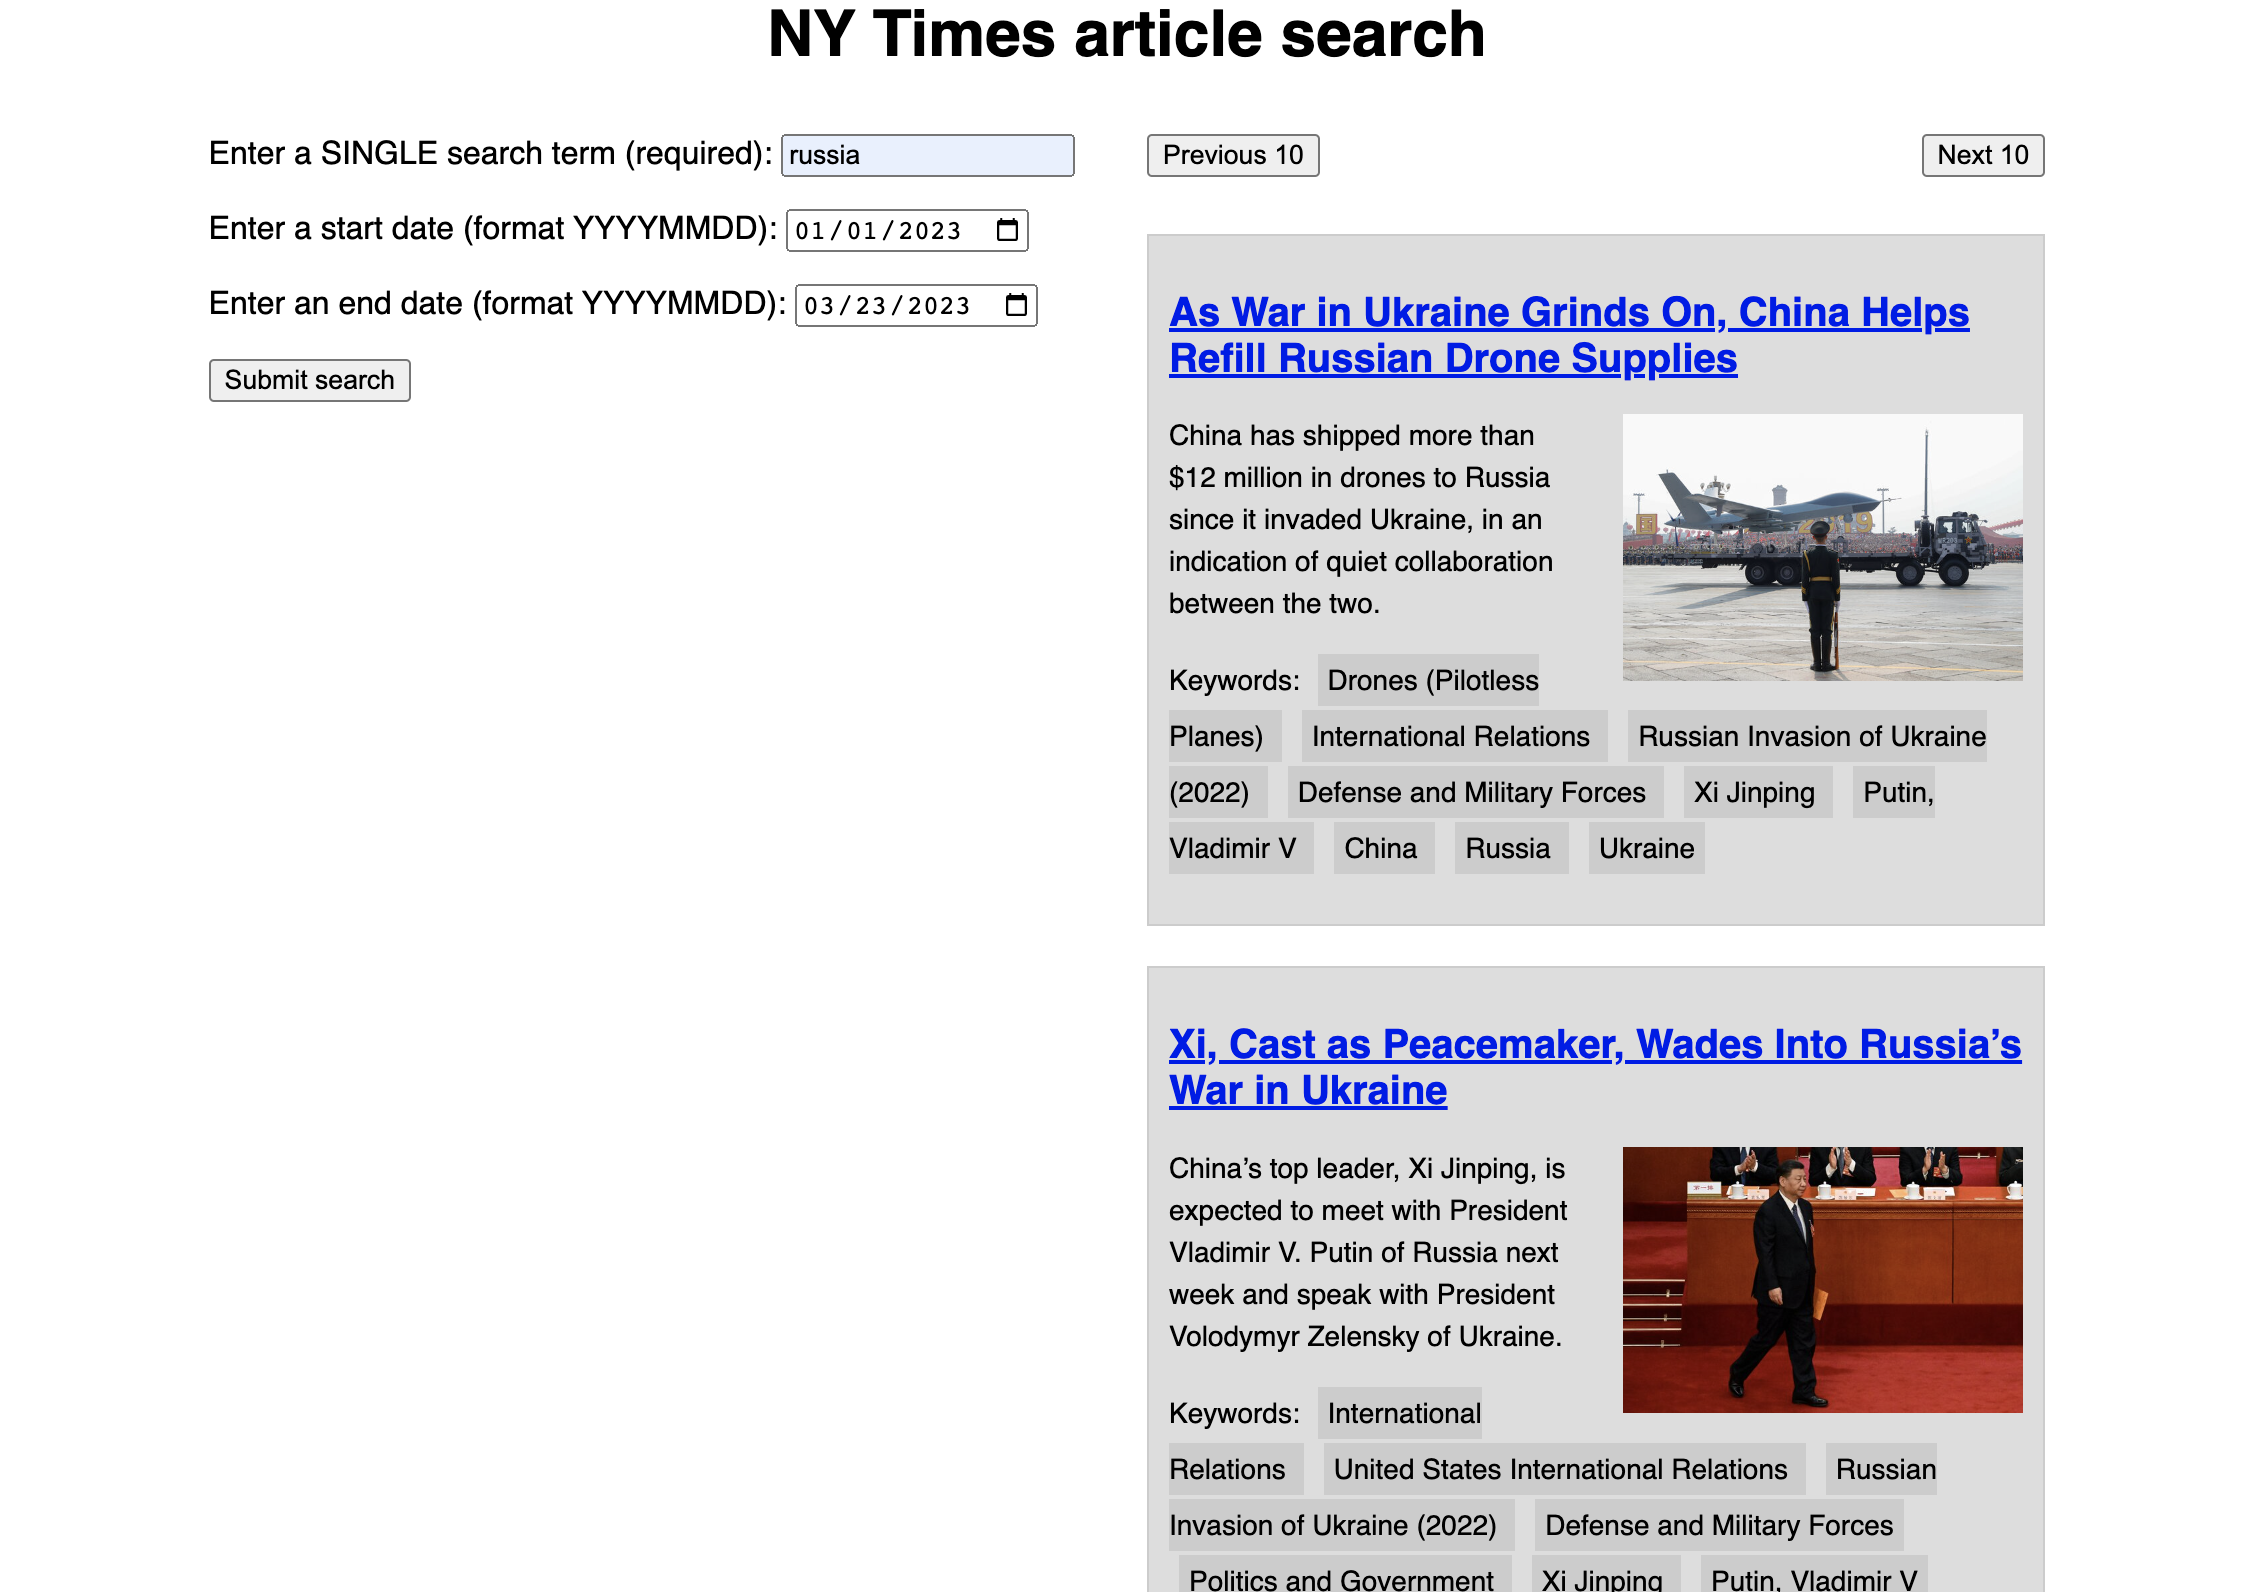 NY Times article search
Enter a SINGLE search term (required): russia
Enter a start date (format YYYYMMDD): 01/01/2023
Enter an end date (format YYYYMMDD): 03/23/2023
Submit search
Previous 10
Next 10
As War in Ukraine Grinds On, China Helps
Refill Russian Drone Supplies
China has shipped more than
$12 million in drones to Russia
since it invaded Ukraine, in an
indication of quiet collaboration
between the two.
国 2019
Keywords: Drones (Pilotless
Planes) International Relations Russian Invasion of Ukraine
(2022) Defense and Military Forces Xi Jinping Putin,
Vladimir V China Russia Ukraine
Xi, Cast as Peacemaker, Wades Into Russia’s
War in Ukraine
China’s top leader, Xi Jinping, is
expected to meet with President
Vladimir V. Putin of Russia next
week and speak with President
Volodymyr Zelensky of Ukraine.
Keywords: International
Relations United States International Relations Russian
Invasion of Ukraine (2022) Defense and Military Forces
Politics and Government Xi Jinping Putin, Vladimir V